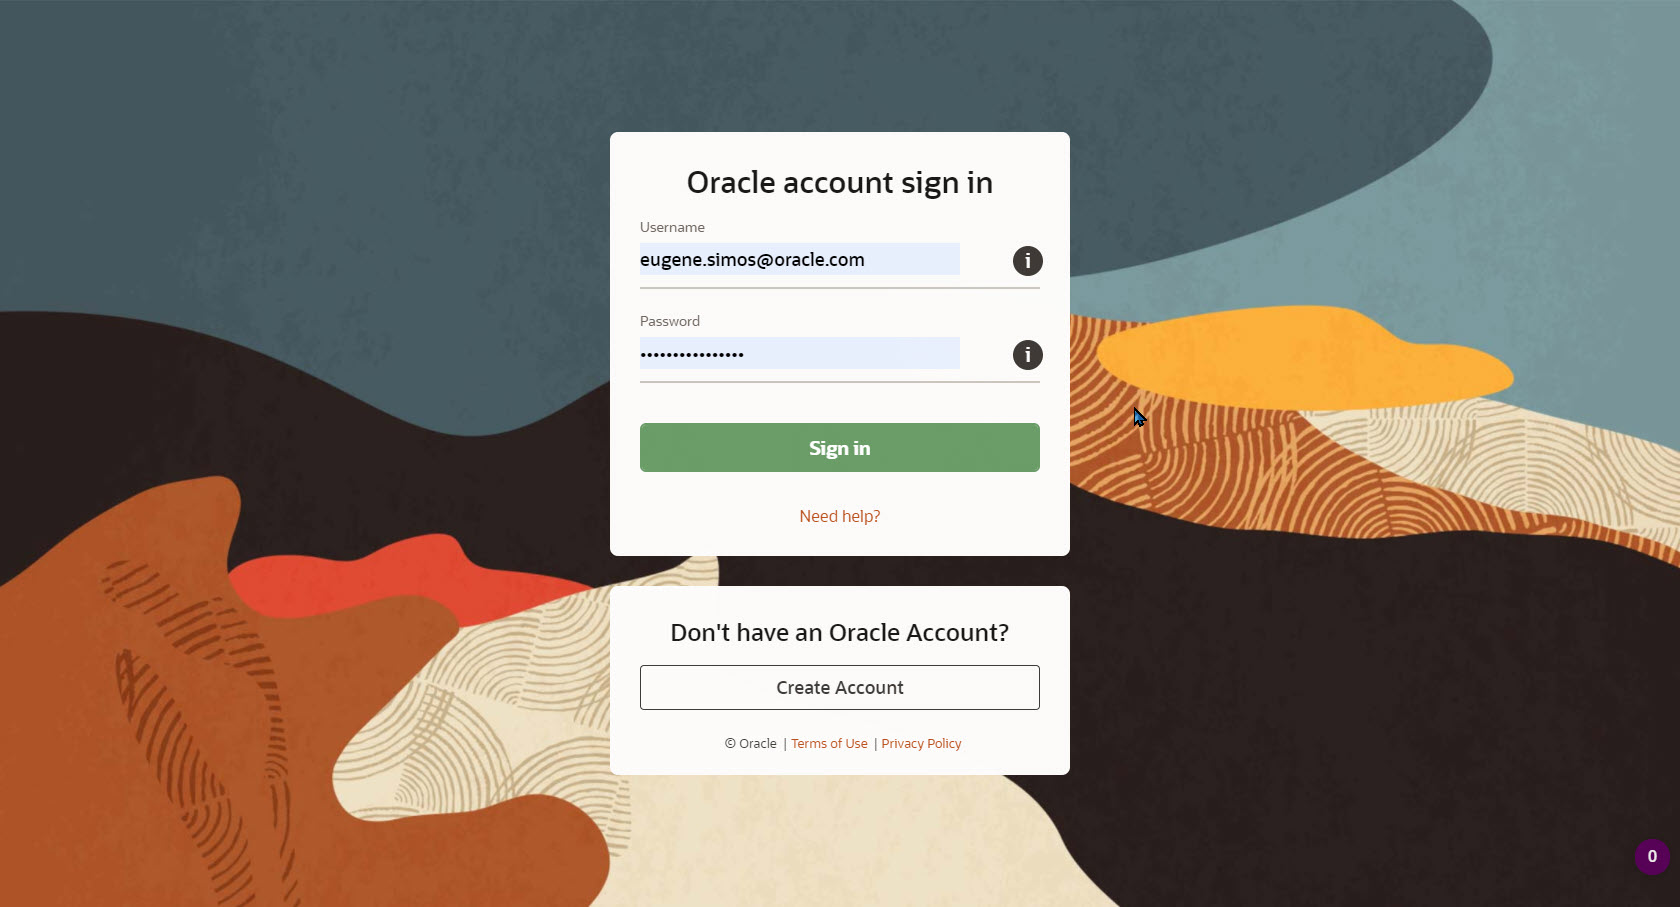 Oracle account sign in
Username
eugene.simos@oracle.com
i
Password
••••••••••••••••
i
Sign in
Need help?
Don't have an Oracle Account?
Create Account
© Oracle | Terms of Use | Privacy Policy
0